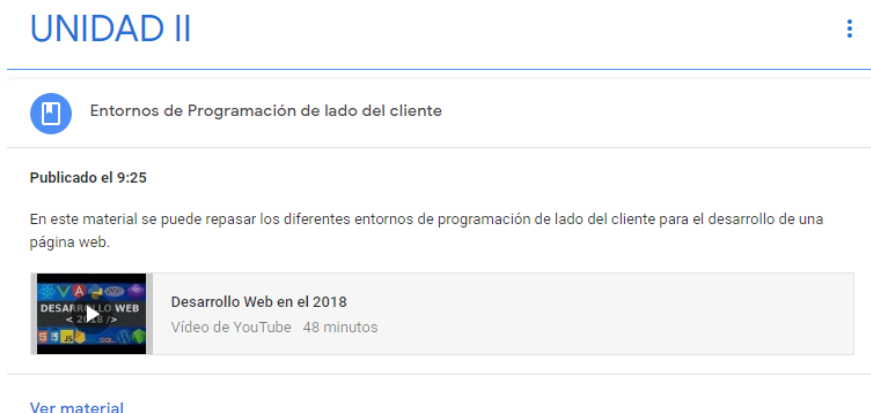 UNIDAD II
Entornos de Programación de lado del cliente
Publicado el 9:25
En este material se puede repasar los diferentes entornos de programación de lado del cliente para el desarrollo de una
página web.
DESARROLLO WEB
< 2018 />
Desarrollo Web en el 2018
Vídeo de YouTube 48 minutos
Ver material